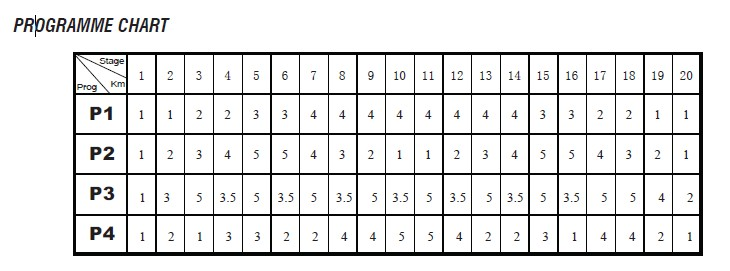 PROGRAMME CHART
Stage
Prog Km 1 2 3 4 5 6 7 8 9 10 11 12 13 14 15 16 17 18 19 20
P1 1 1 2 2 3 3 4 4 4 4 4 4 4 4 3 3 2 2 1 1
P2 1 2 3 4 5 5 4 3 2 1 1 2 3 4 5 5 4 3 2 1
P3 1 3 5 3.5 5 3.5 5 3.5 5 3.5 5 3.5 5 3.5 5 3.5 5 5 4 2
P4 1 2 1 3 3 2 2 4 4 5 5 4 2 2 3 1 4 4 2 1